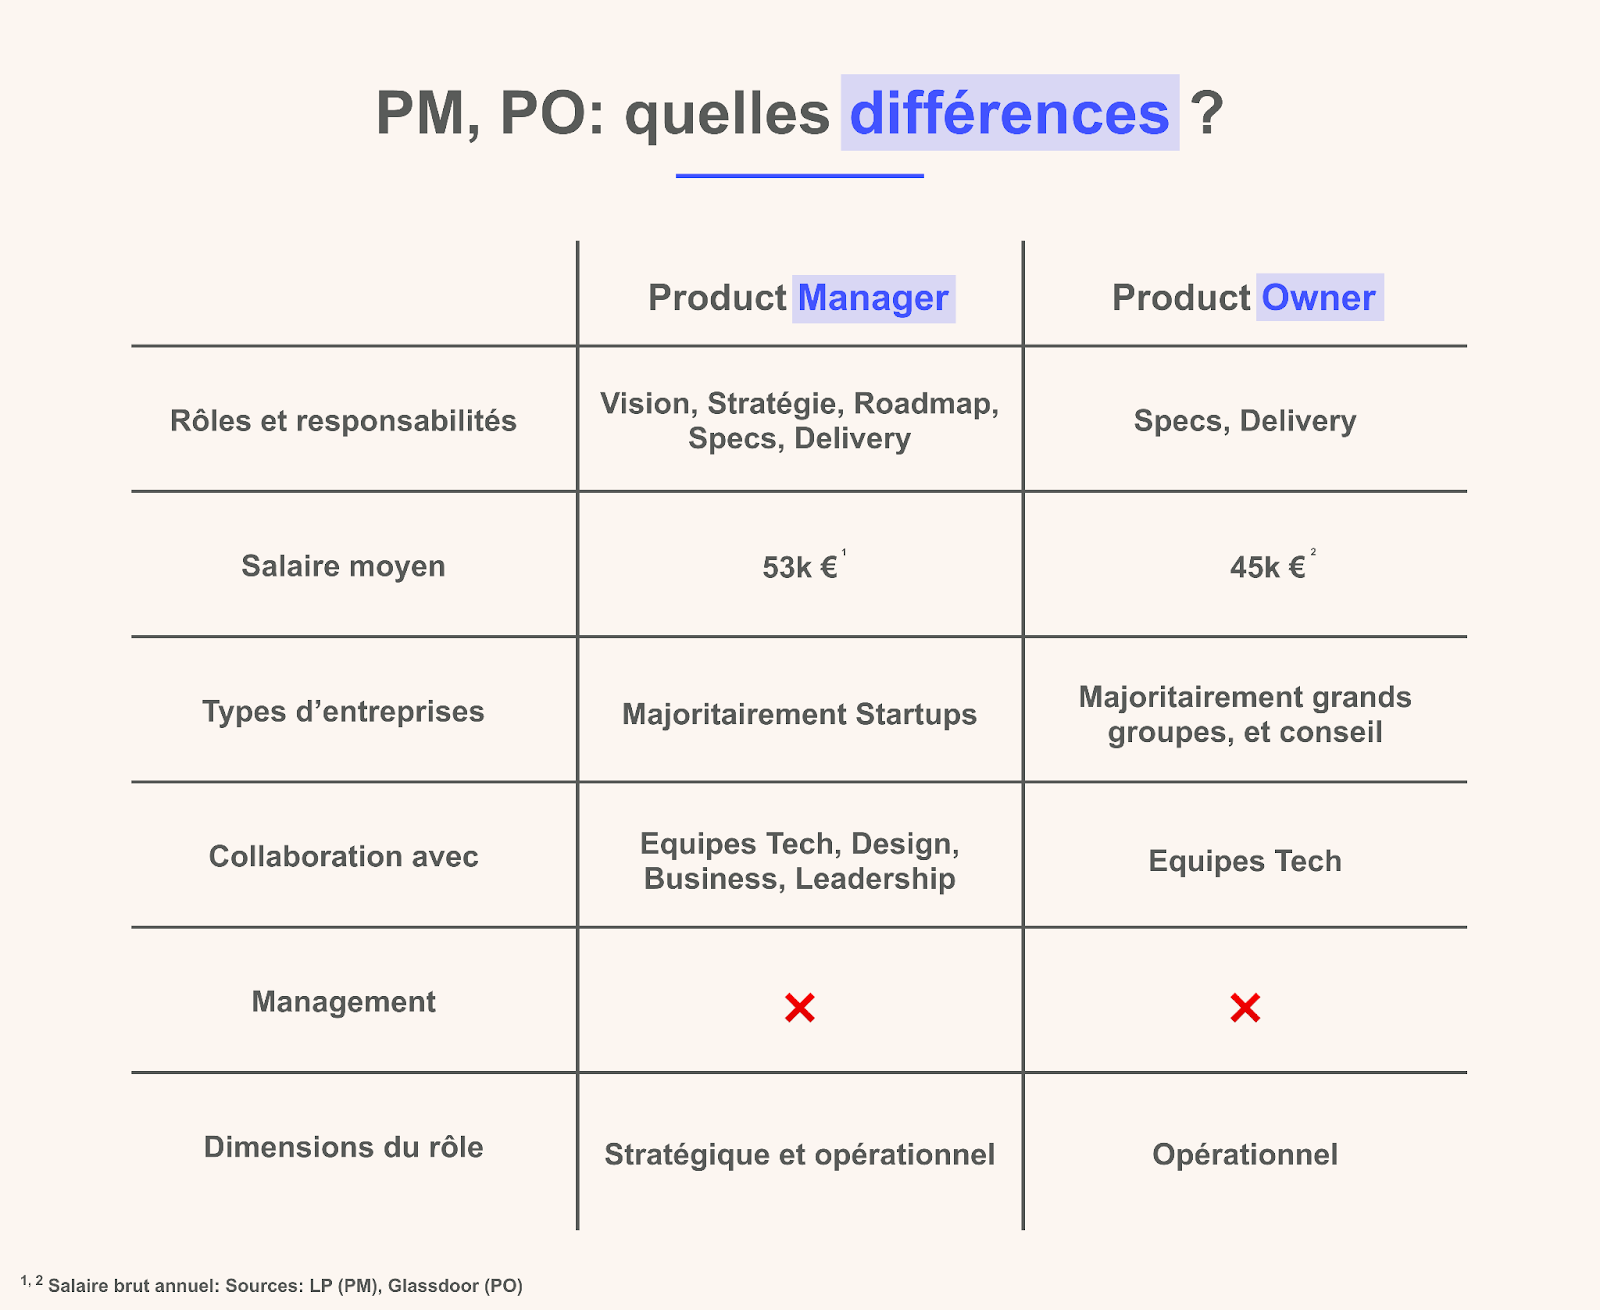 PM, PO: quelles différences ?
Product Manager
Product Owner
Rôles et responsabilités
Vision, Stratégie, Roadmap,
Specs, Delivery
Specs, Delivery
Salaire moyen
53k € 1
45k € 2
Types d’entreprises
Majoritairement Startups
Majoritairement grands
groupes, et conseil
Collaboration avec
Equipes Tech, Design,
Business, Leadership
Equipes Tech
Management
Dimensions du rôle
Stratégique et opérationnel
Opérationnel
1, 2 Salaire brut annuel: Sources: LP (PM), Glassdoor (PO)